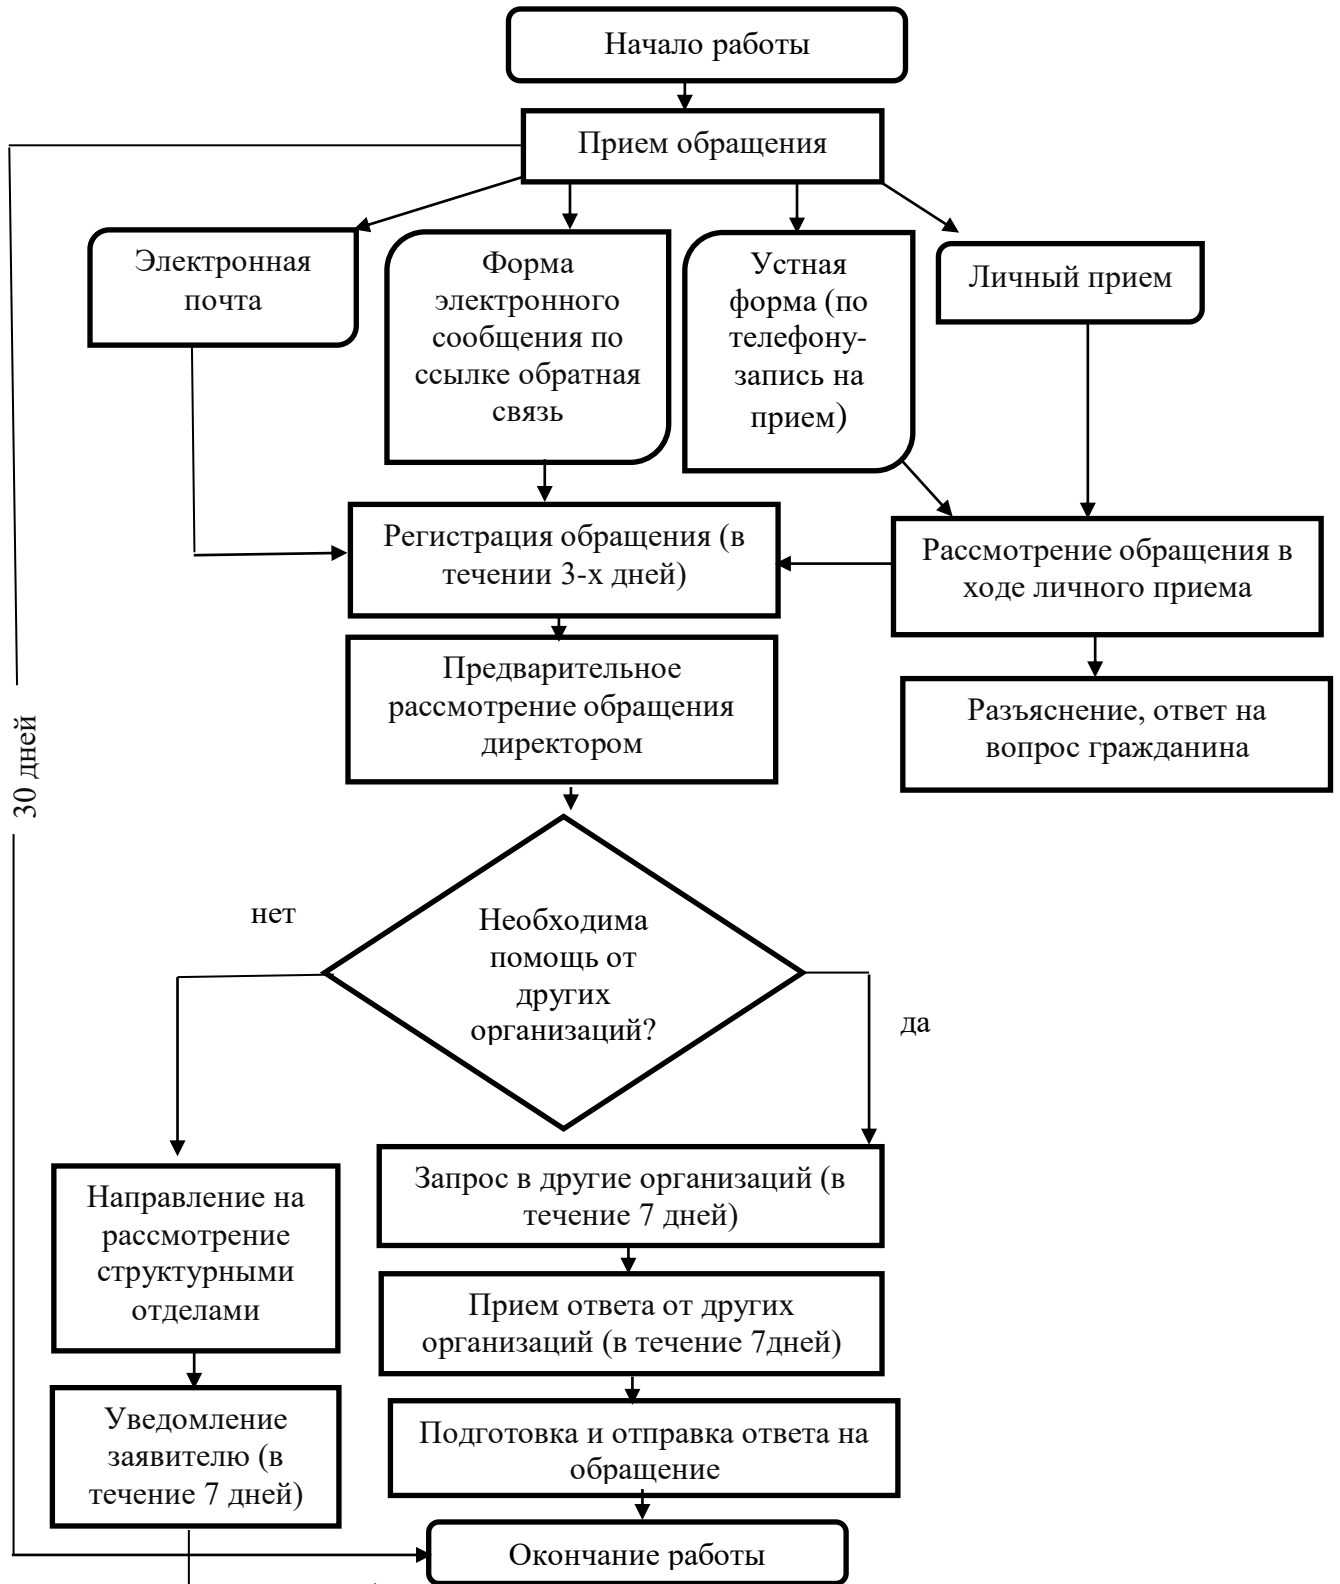 Начало работы
Прием обращения
Электронная
почта
Форма
электронного
сообщения по
ссылке обратная
связь
Устная
форма (по
телефону-
запись на
прием)
Личный прием
Регистрация обращения (в
течении 3-х дней)
Рассмотрение обращения в
ходе личного приема
Предварительное
рассмотрение обращения
директором
Разъяснение, ответ на
вопрос гражданина
30 дней
нет
Необходима
помощь от
других
организаций?
да
Направление на
рассмотрение
структурными
отделами
Запрос в другие организаций (в
течение 7 дней)
Прием ответа от других
организаций (в течение 7дней)
Уведомление
заявителю (в
течение 7 дней)
Подготовка и отправка ответа на
обращение
Окончание работы